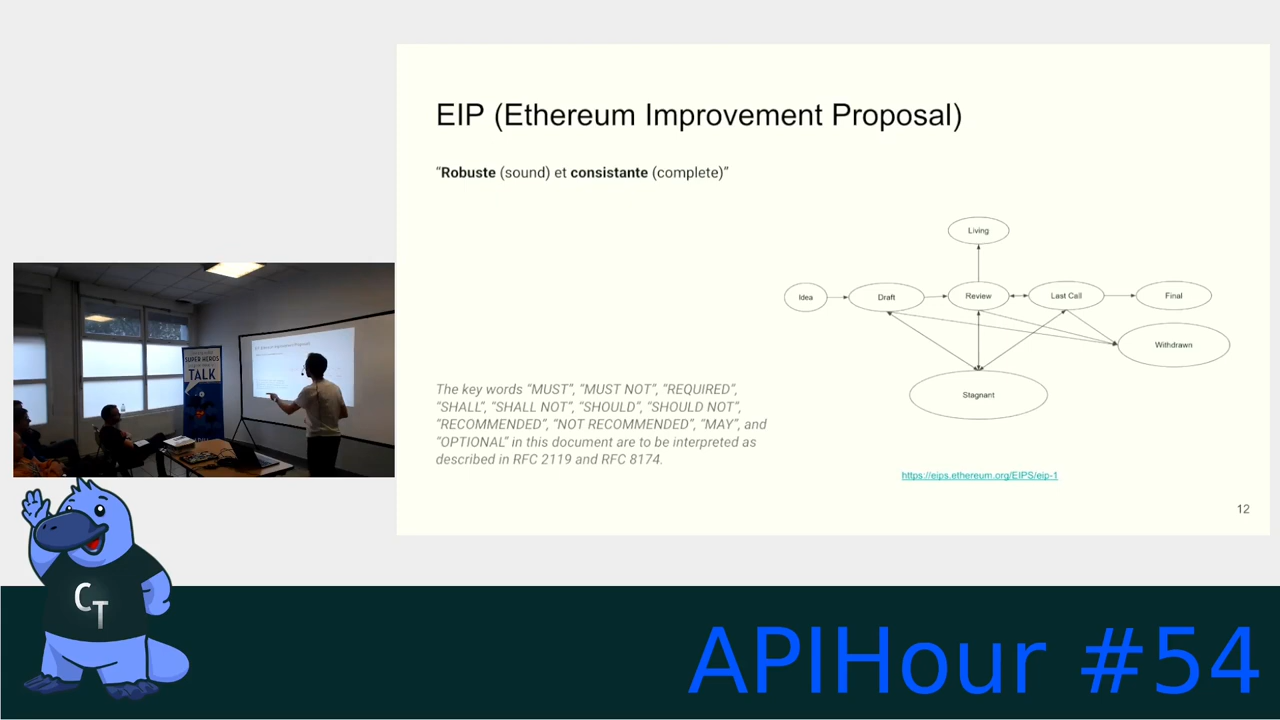 EIP (Ethereum Improvement Proposal)
“Robuste (sound) et consistante (complete)”
Living
Idea
Draft
Review
Last Call
Final
Withdrawn
Stagnant
The key words “MUST”, “MUST NOT”, “REQUIRED”,
“SHALL”, “SHALL NOT”, “SHOULD”, “SHOULD NOT”,
“RECOMMENDED”, “NOT RECOMMENDED”, “MAY”, and
“OPTIONAL” in this document are to be interpreted as
described in RFC 2119 and RFC 8174.
https://eips.ethereum.org/EIPS/eip-1
12
SUPER HEROS
TALK
CT
APIHour #54